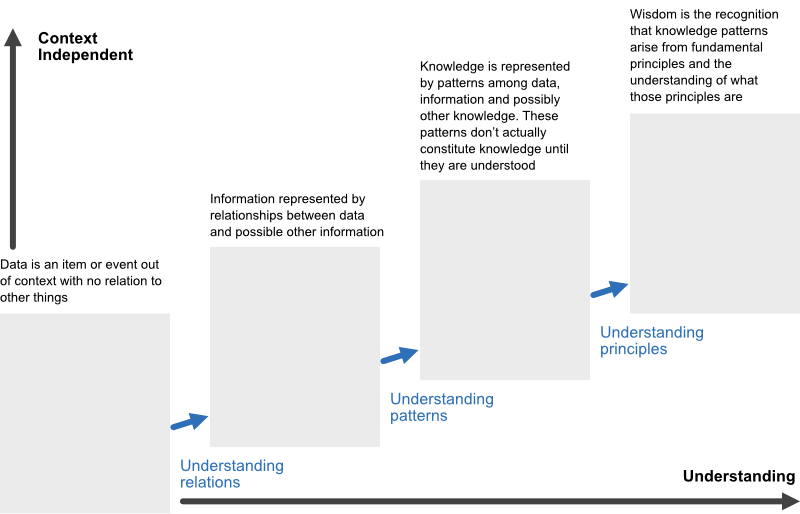 Context
Independent
Data is an item or event out
of context with no relation to
other things
Information represented by
relationships between data
and possible other information
Knowledge is represented
by patterns among data,
information and possibly
other knowledge. These
patterns don't actually
constitute knowledge until
they are understood
Wisdom is the recognition
that knowledge patterns
arise from fundamental
principles and the
understanding of what
those principles are
Understanding
relations
Understanding
patterns
Understanding
principles
Understanding